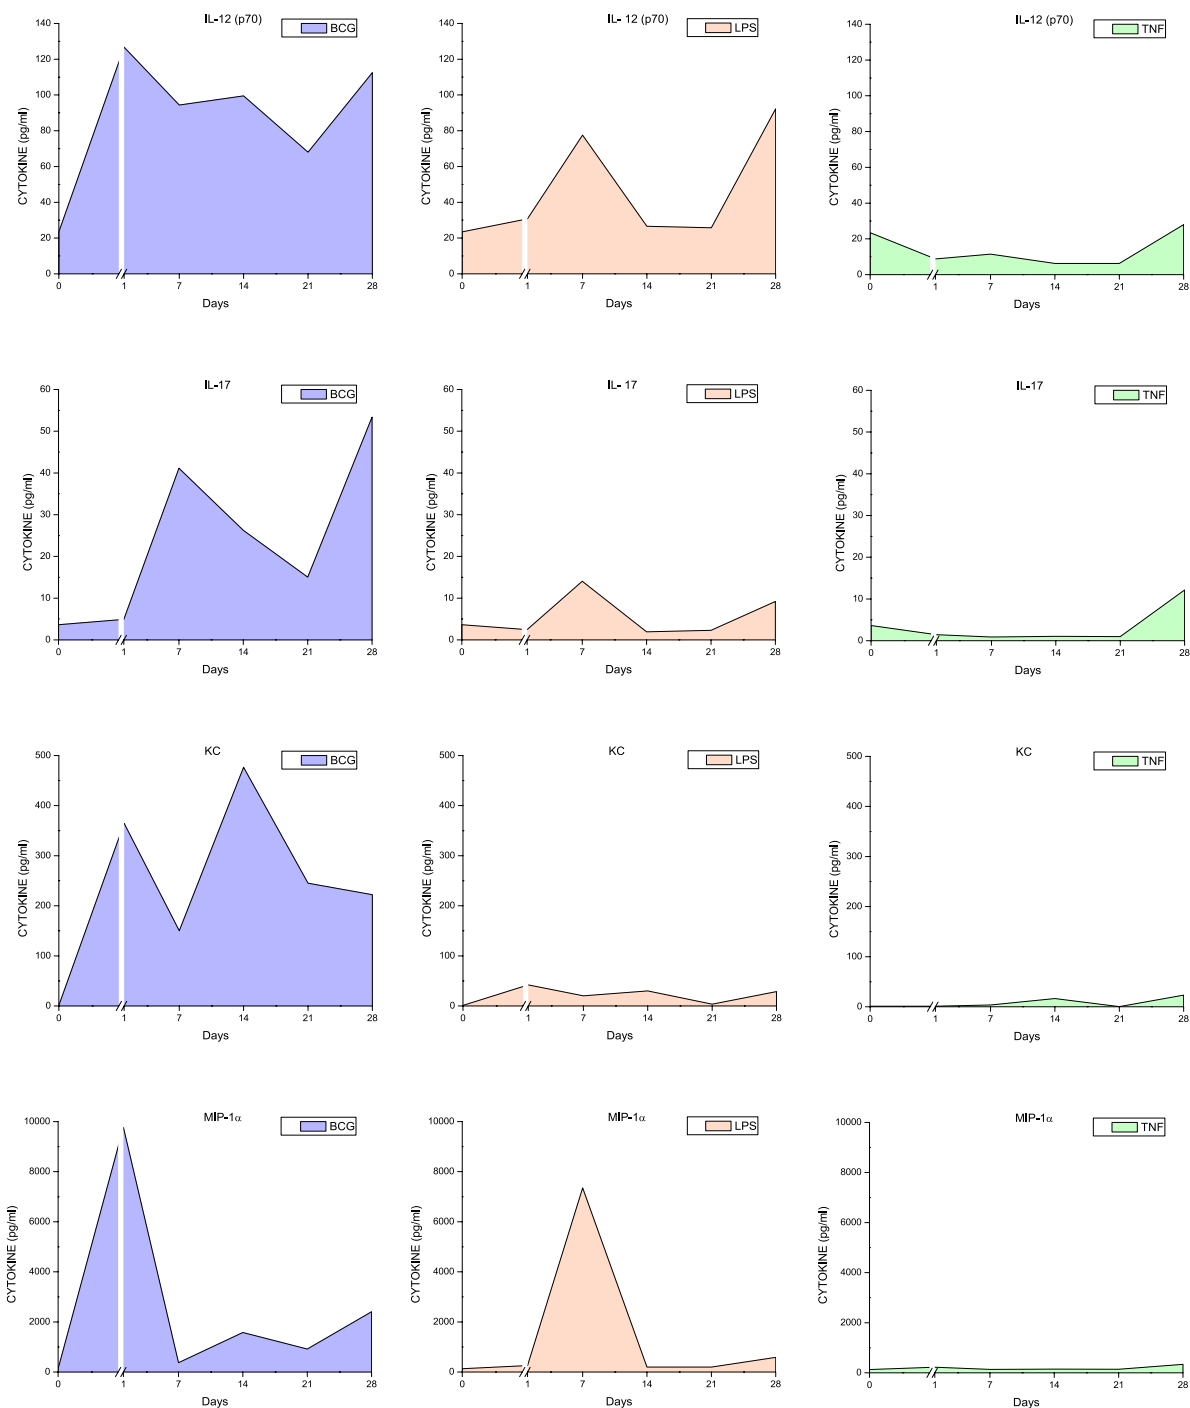 IL-12 (p70)
BCG
CYTOKINE (pg/ml)
140
120
100
80
60
40
20
0
0 1 7 14 21 28
Days
IL- 12 (p70)
LPS
CYTOKINE (pg/ml)
140
120
100
80
60
40
20
0
0 1 7 14 21 28
Days
IL-12 (p70)
TNF
CYTOKINE (pg/ml)
140
120
100
80
60
40
20
0
0 1 7 14 21 28
Days
IL-17
BCG
CYTOKINE (pg/ml)
60
50
40
30
20
10
0
0 1 7 14 21 28
Days
IL- 17
LPS
CYTOKINE (pg/ml)
60
50
40
30
20
10
0
0 1 7 14 21 28
Days
IL-17
TNF
CYTOKINE (pg/ml)
60
50
40
30
20
10
0
0 1 7 14 21 28
Days
KC
BCG
CYTOKINE (pg/ml)
500
400
300
200
100
0
0 1 7 14 21 28
Days
KC
LPS
CYTOKINE (pg/ml)
500
400
300
200
100
0
0 1 7 14 21 28
Days
KC
TNF
CYTOKINE (pg/ml)
500
400
300
200
100
0
0 1 7 14 21 28
Days
MIP-1α
BCG
CYTOKINE (pg/ml)
10000
8000
6000
4000
2000
0
0 1 7 14 21 28
Days
MIP-1α
LPS
CYTOKINE (pg/ml)
10000
8000
6000
4000
2000
0
0 1 7 14 21 28
Days
MIP-1α
TNF
CYTOKINE (pg/ml)
10000
8000
6000
4000
2000
0
0 1 7 14 21 28
Days